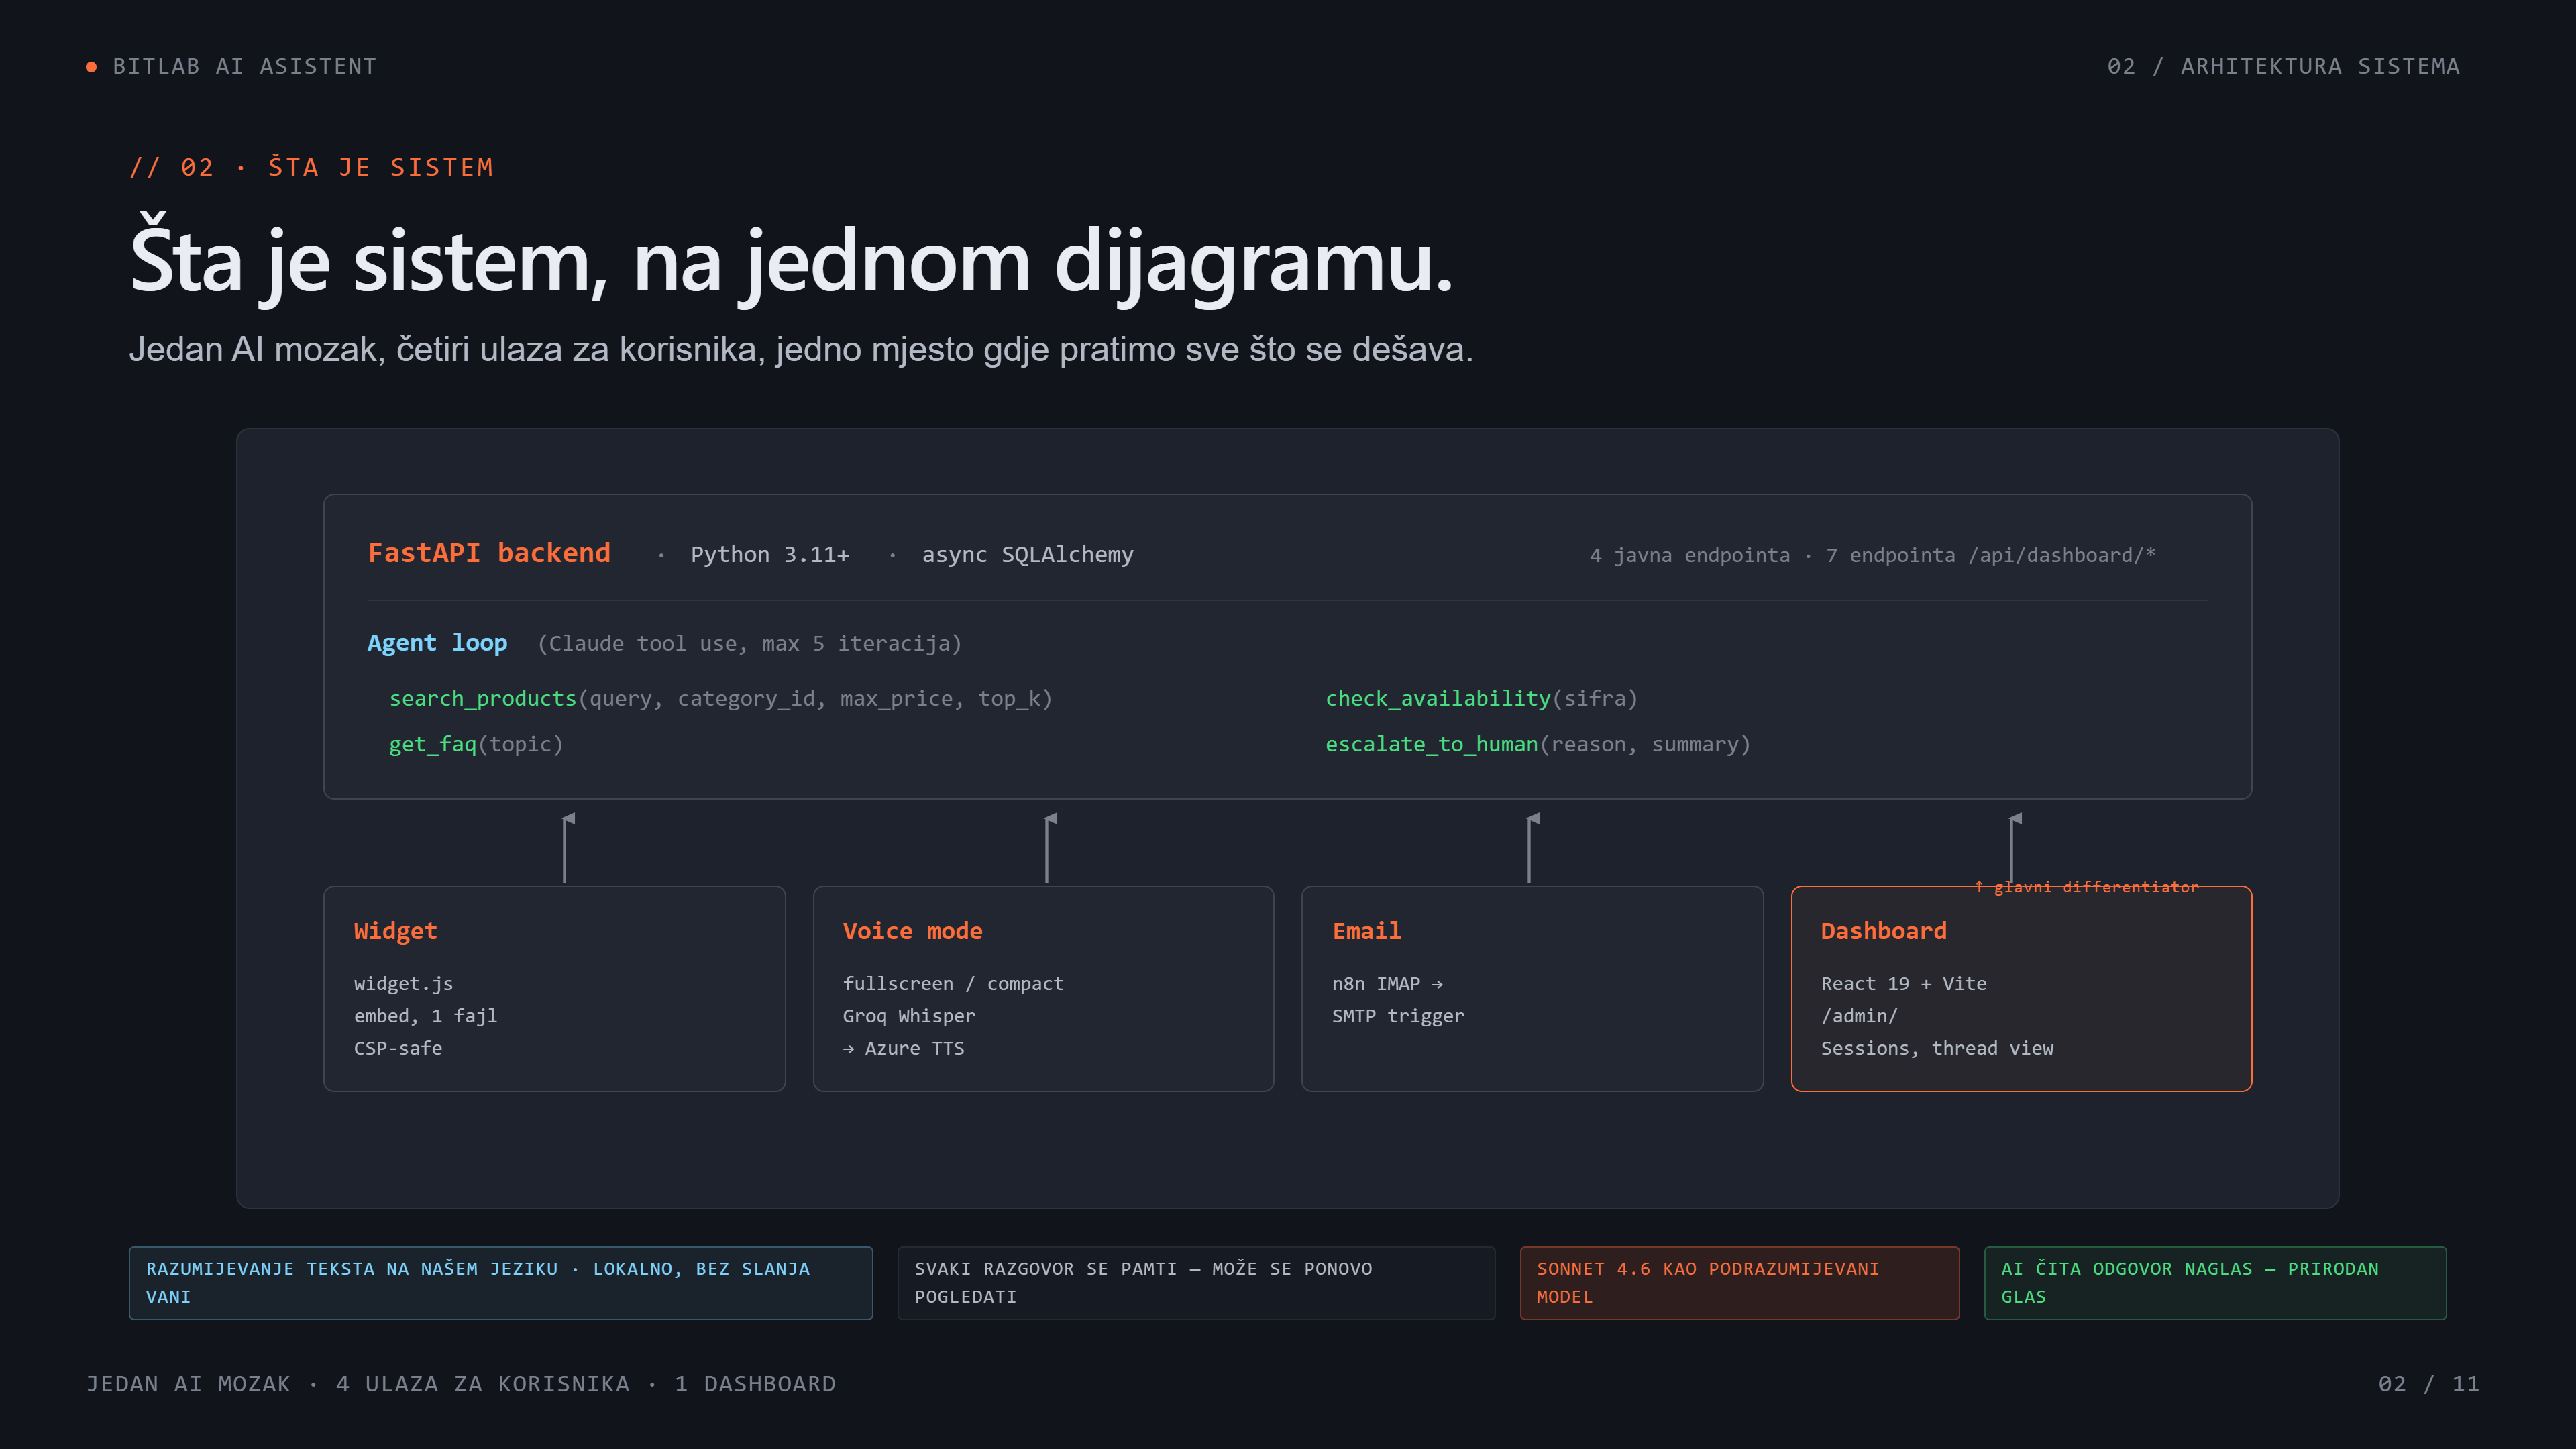 BITLAB AI ASISTENT
02 / ARHITEKTURA SISTEMA
// 02 · ŠTA JE SISTEM
Šta je sistem, na jednom dijagramu.
Jedan AI mozak, četiri ulaza za korisnika, jedno mjesto gdje pratimo sve što se dešava.
FastAPI backend · Python 3.11+ · async SQLAlchemy
4 javna endpointa · 7 endpointa /api/dashboard/*
Agent loop (Claude tool use, max 5 iteracija)
search_products(query, category_id, max_price, top_k)
check_availability(sifra)
get_faq(topic)
escalate_to_human(reason, summary)
↑ glavni differentiator
Widget
widget.js
embed, 1 fajl
CSP-safe
Voice mode
fullscreen / compact
Groq Whisper
→ Azure TTS
Email
n8n IMAP →
SMTP trigger
Dashboard
React 19 + Vite
/admin/
Sessions, thread view
RAZUMIJEVANJE TEKSTA NA NAŠEM JEZIKU · LOKALNO, BEZ SLANJA
VANI
SVAKI RAZGOVOR SE PAMTI — MOŽE SE PONOVO
POGLEDATI
SONNET 4.6 KAO PODRAZUMIJEVANI
MODEL
AI ČITA ODGOVOR NAGLAS — PRIRODAN
GLAS
JEDAN AI MOZAK · 4 ULAZA ZA KORISNIKA · 1 DASHBOARD
02 / 11